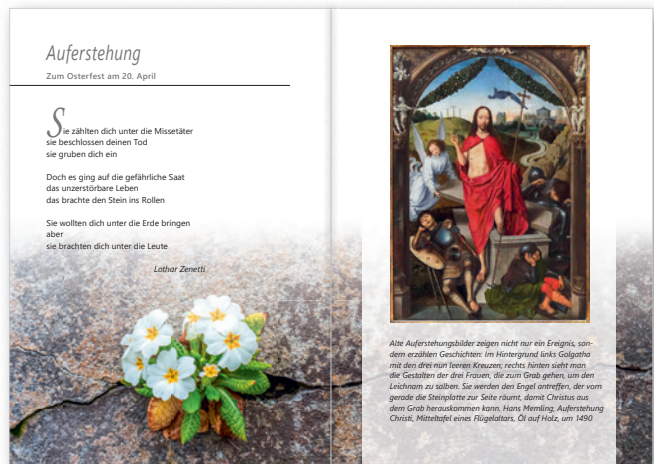 Auferstehung
Zum Osterfest am 20. April
Sie zählten dich unter die Missetäter
sie beschlossen deinen Tod
sie gruben dich ein
Doch es ging auf die gefährliche Saat
das unzerstörbare Leben
das brachte den Stein ins Rollen
Sie wollten dich unter die Erde bringen
aber
sie brachten dich unter die Leute
Lothar Zenetti
Alte Auferstehungsbilder zeigen nicht nur ein Ereignis, son-
dern erzählen Geschichten: Im Hintergrund links Golgatha
mit den drei nun leeren Kreuzen; rechts hinten sieht man
die Gestalten der drei Frauen, die zum Grab gehen, um den
Leichnam zu salben. Sie werden den Engel antreffen, der vorn
gerade die Steinplatte zur Seite räumt, damit Christus aus
dem Grab herauskommen kann. Hans Memling, Auferstehung
Christi, Mitteltafel eines Flügelaltars, Öl auf Holz, um 1490